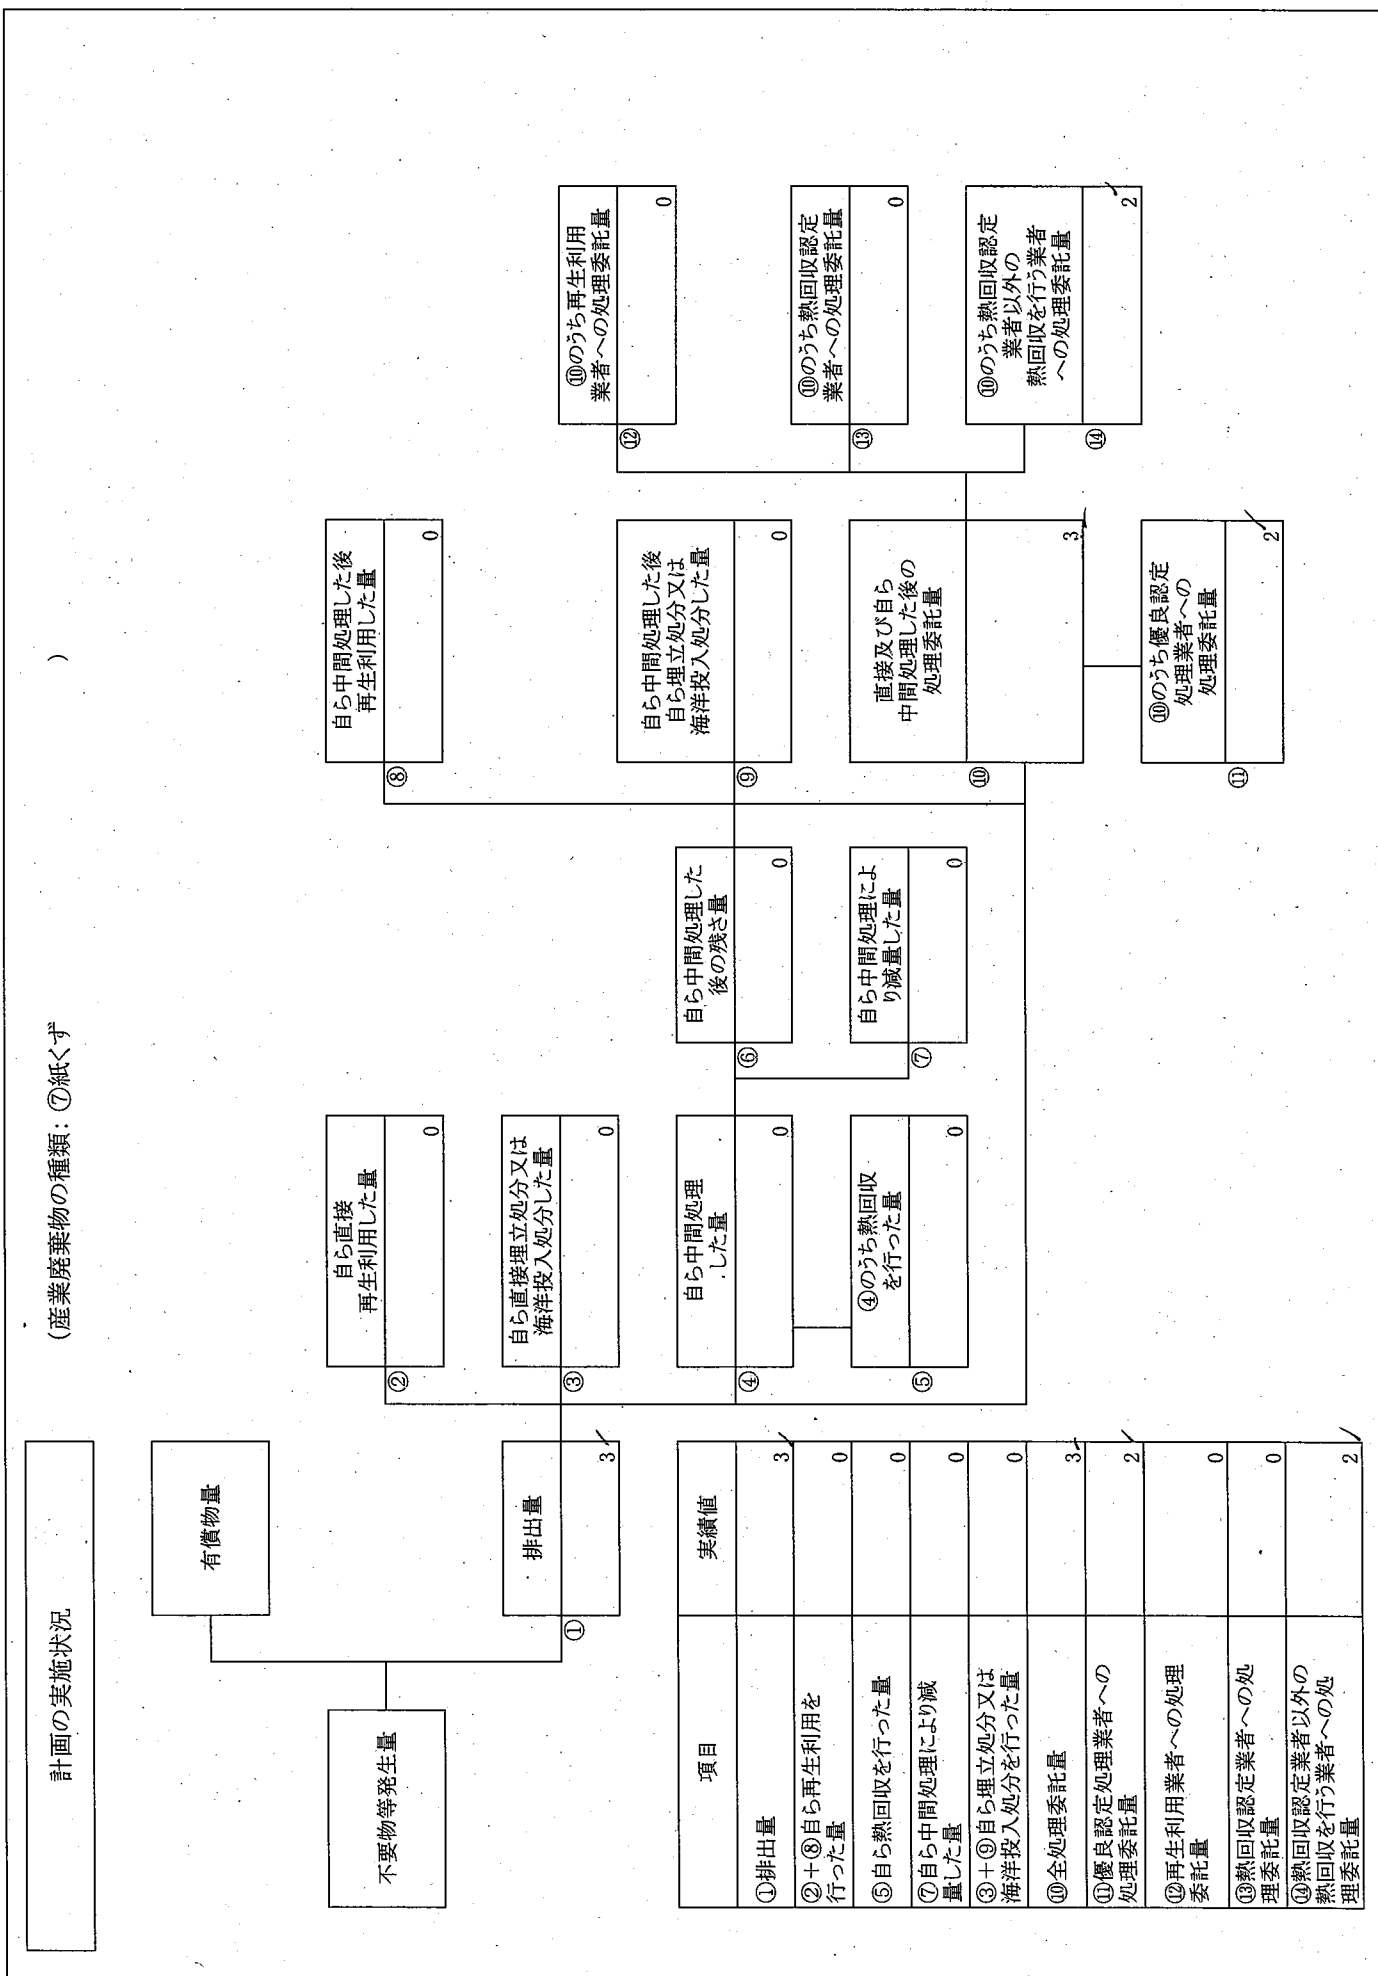 計画の実施状況
(産業廃棄物の種類:⑦紙くず
)
不要物等発生量
有償物量
①
排出量
3
②
自ら直接
再生利用した量
0
③
自ら直接埋立処分又は
海洋投入処分した量
0
④
自ら中間処理
した量
0
⑤
④のうち熱回収
を行った量
0
⑥
自ら中間処理した
後の残さ量
0
⑦
自ら中間処理によ
り減量した量
0
⑧
自ら中間処理した後
再生利用した量
0
⑨
自ら中間処理した後
自ら埋立処分又は
海洋投入処分した量
0
⑩
直接及び自ら
中間処理した後の
処理委託量
3
⑪
⑩のうち優良認定
処理業者への
処理委託量
2
⑫
⑩のうち再生利用
業者への処理委託量
0
⑬
⑩のうち熱回収認定
業者への処理委託量
0
⑭
⑩のうち熱回収認定
業者以外の
熱回収を行う業者
への処理委託量
2
項目 実績値
①排出量 3
②+⑧自ら再生利用を
行った量 0
⑤自ら熱回収を行った量 0
⑦自ら中間処理により減
量した量 0
③+⑨自ら埋立処分又は
海洋投入処分を行った量 0
⑩全処理委託量 3
⑪優良認定処理業者への
処理委託量 2
⑫再生利用業者への処理
委託量 0
⑬熱回収認定業者への処
理委託量 0
⑭熱回収認定業者以外の
熱回収を行う業者への処
理委託量 2